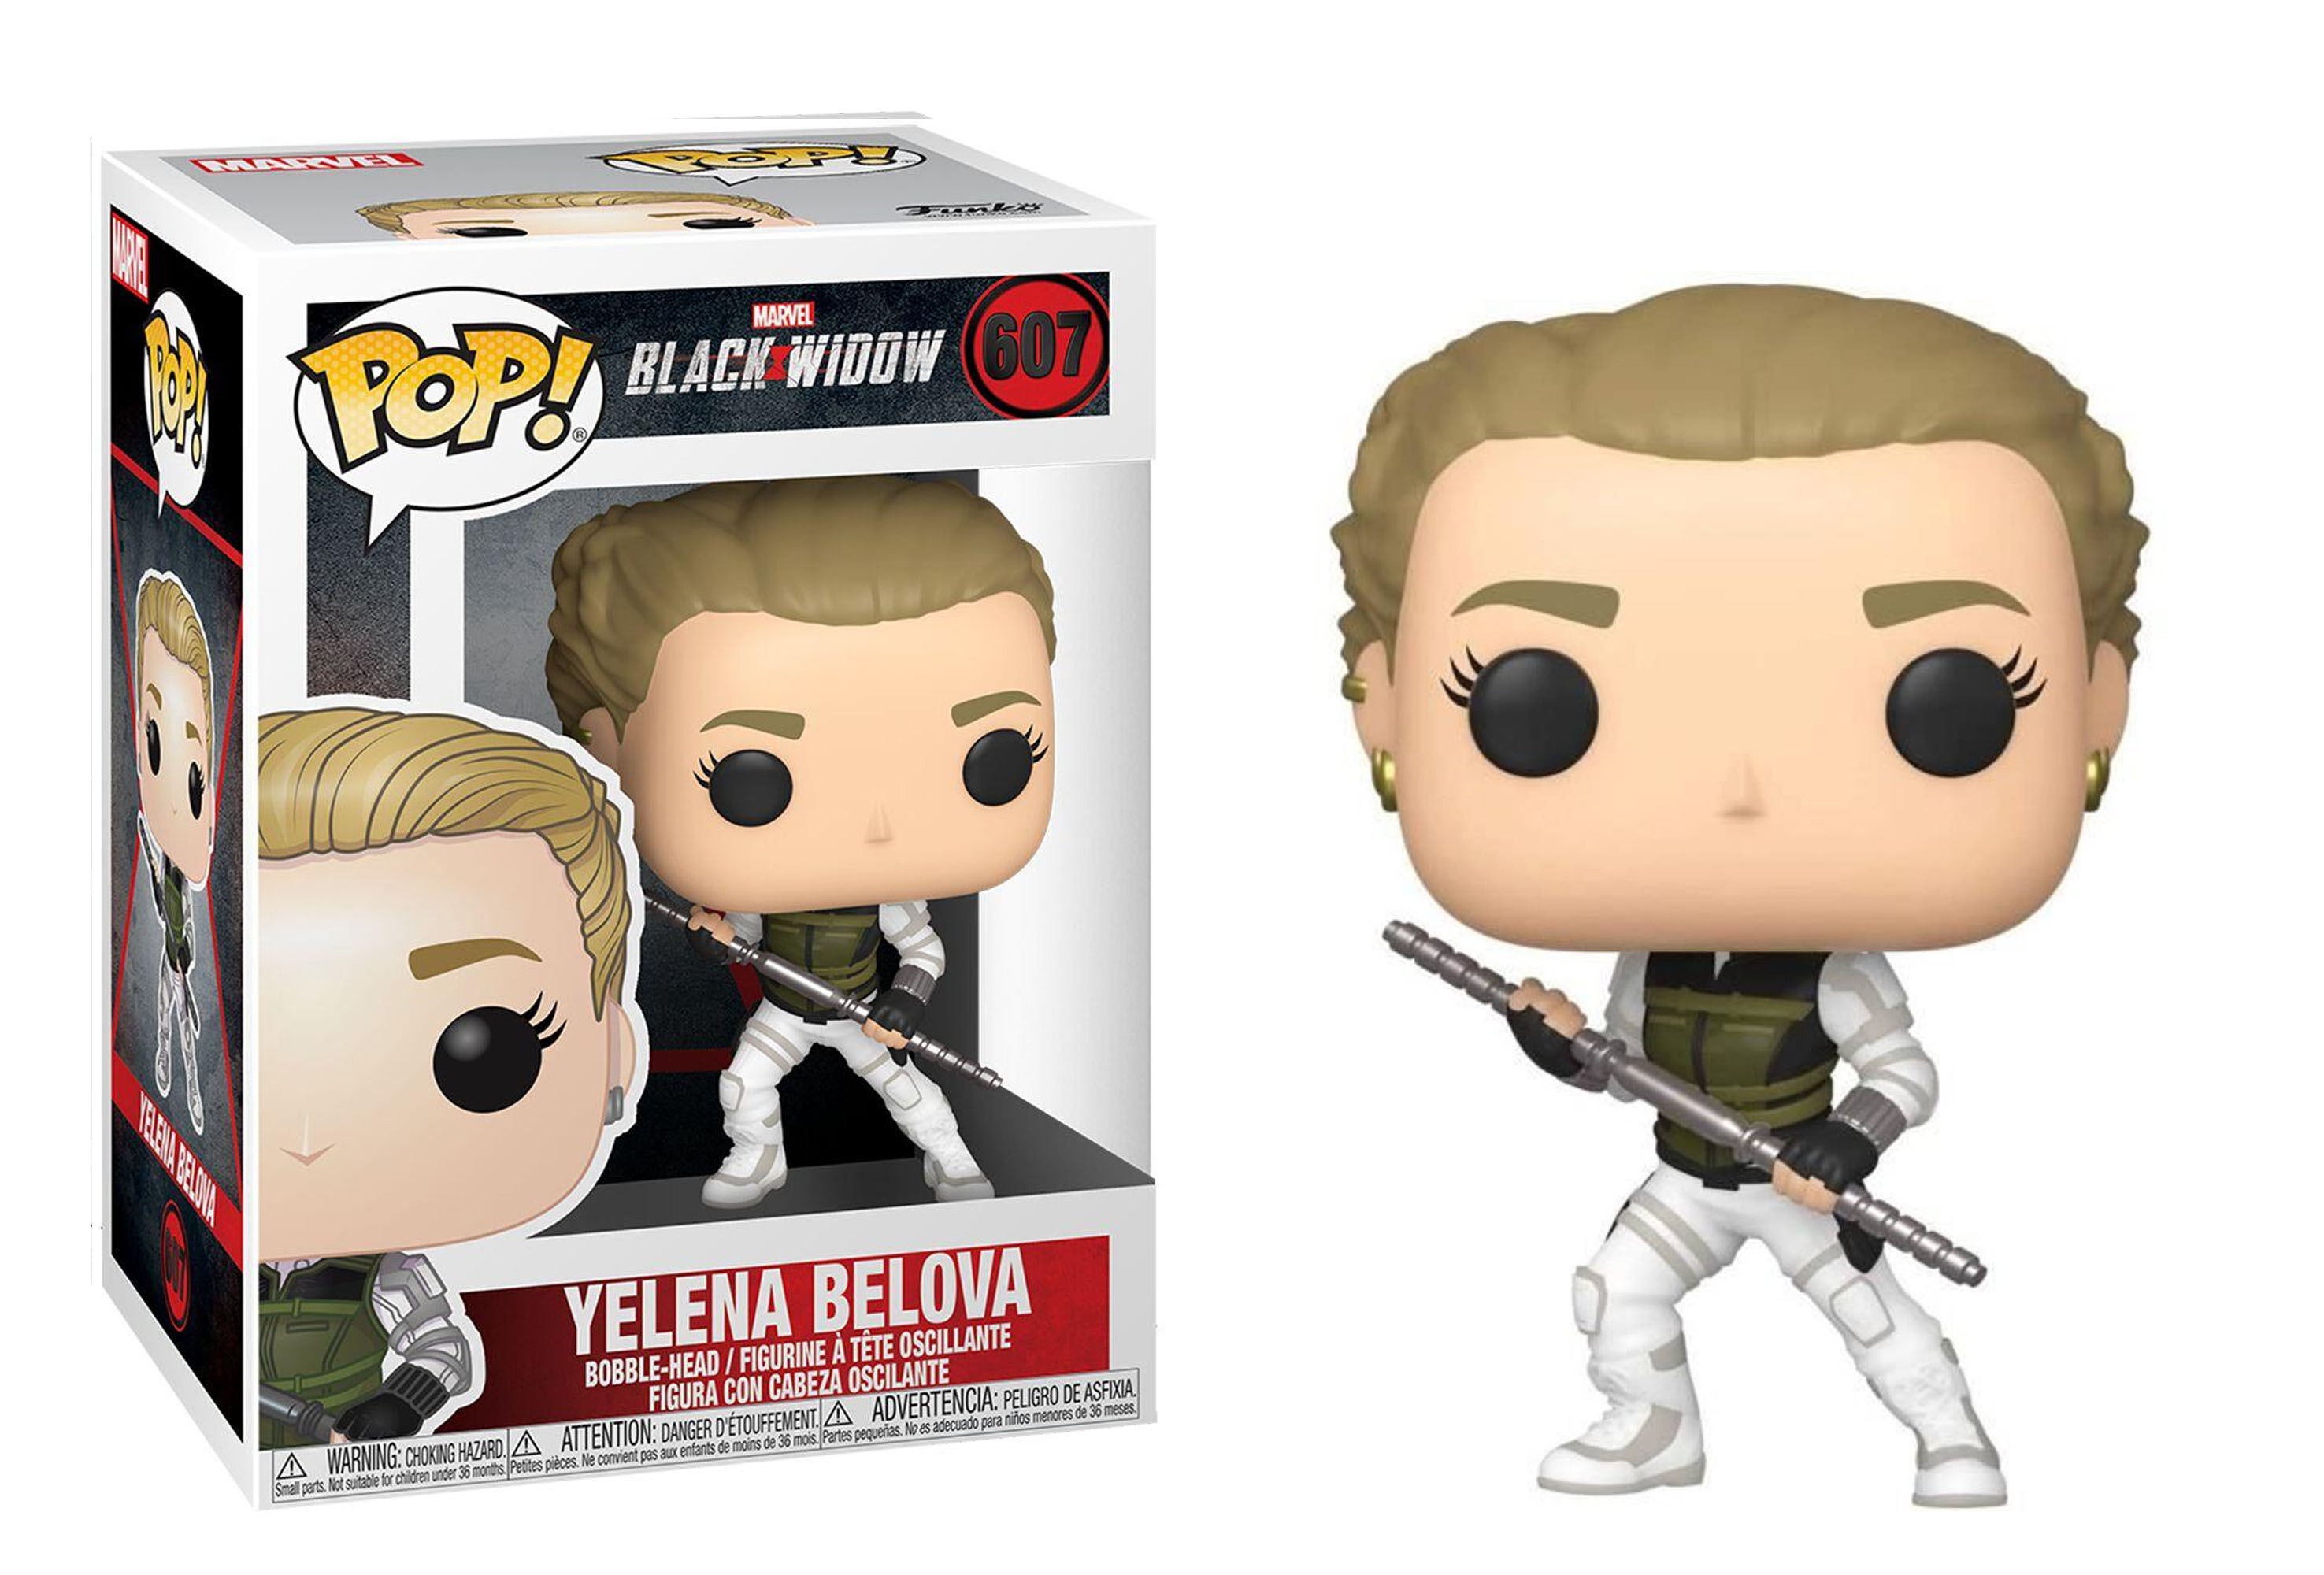 MARVEL
POP!
Funko
MARVEL
POP!
YELENA BELOVA
607
POP!®
MARVEL
BLACK WIDOW
607
YELENA BELOVA
BOBBLE-HEAD / FIGURINE À TÊTE OSCILLANTE
FIGURA CON CABEZA OSCILANTE
WARNING: CHOKING HAZARD.
Small parts. Not suitable for children under 36 months.
ATTENTION: DANGER D'ÉTOUFFEMENT.
Petites pièces. Ne convient pas aux enfants de moins de 36 mois.
ADVERTENCIA: PELIGRO DE ASFIXIA.
Partes pequeñas. No es adecuado para niños menores de 36 meses.